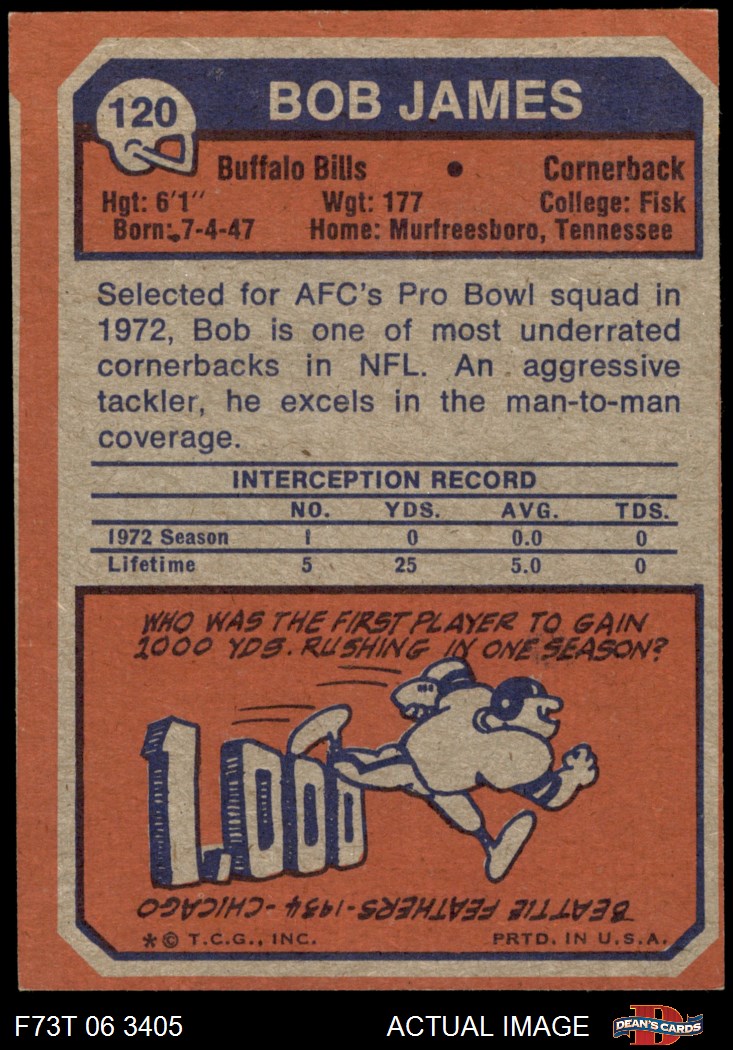 120
BOB JAMES
Buffalo Bills • Cornerback
Hgt: 6'1" Wgt: 177 College: Fisk
Born: 7-4-47 Home: Murfreesboro, Tennessee
Selected for AFC's Pro Bowl squad in
1972, Bob is one of most underrated
cornerbacks in NFL. An aggressive
tackler, he excels in the man-to-man
coverage.
INTERCEPTION RECORD
NO. YDS. AVG. TDS.
1972 Season 1 0 0.0 0
Lifetime 5 25 5.0 0
WHO WAS THE FIRST PLAYER TO GAIN
1000 YDS. RUSHING IN ONE SEASON?
1,000
BEATTIE FEATHERS-1934-CHICAGO
*© T.C.G., INC. PRTD. IN U.S.A.
F73T 06 3405 ACTUAL IMAGE D DEAN'S CARDS